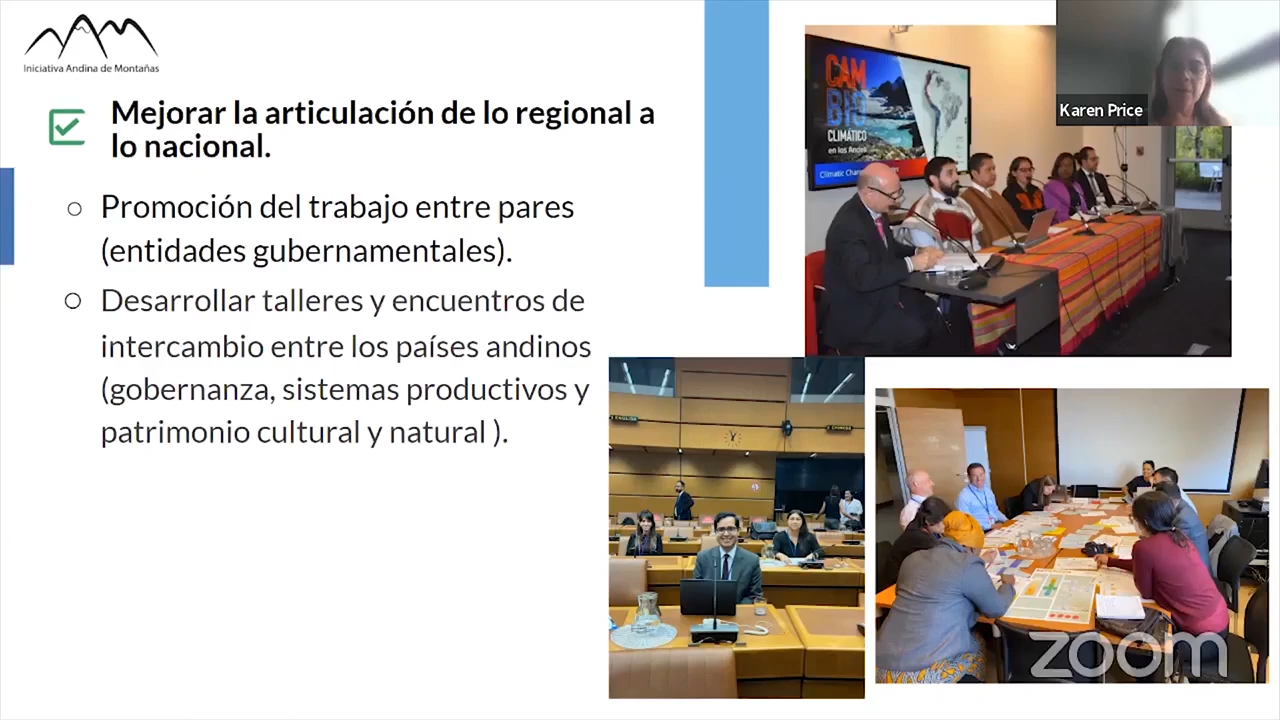 Iniciativa Andina de Montañas
Mejorar la articulación de lo regional a
lo nacional.
Promoción del trabajo entre pares
(entidades gubernamentales).
Desarrollar talleres y encuentros de
intercambio entre los países andinos
(gobernanza, sistemas productivos y
patrimonio cultural y natural ).
CAM
BIO
CLIMÁTICO
en los Andes
Karen Price
zoom